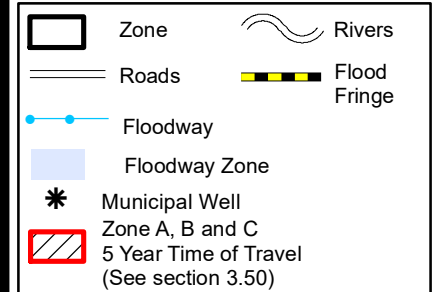 Zone
Rivers
Roads
Flood
Fringe
Floodway
Floodway Zone
Municipal Well
Zone A, B and C
5 Year Time of Travel
(See section 3.50)